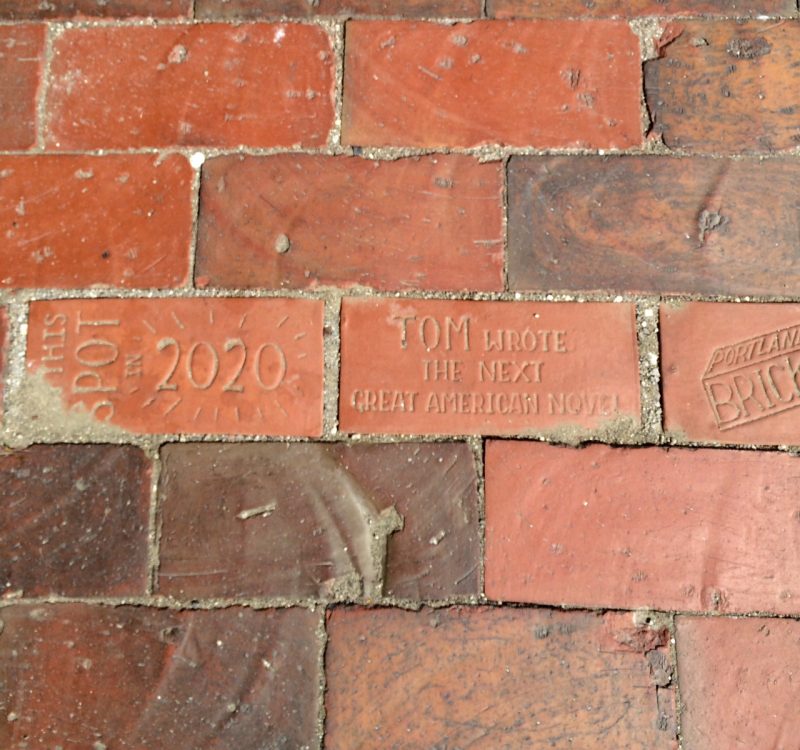 THIS
SPOT
IN
2020
TOM WROTE
THE NEXT
GREAT AMERICAN NOVEL
PORTLAND
BRICK